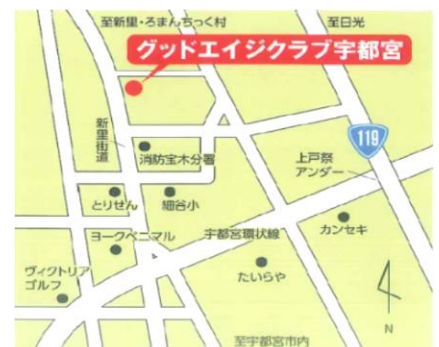 至新里・ろまんちっく村
至日光
グッドエイジクラブ宇都宮
新里街道
119
消防宝木分署
上戸祭
アンダー
とりせん
細谷小
カンセキ
ヨークベニマル
宇都宮環状線
たいらや
ヴィクトリア
ゴルフ
N
至宇都宮市内